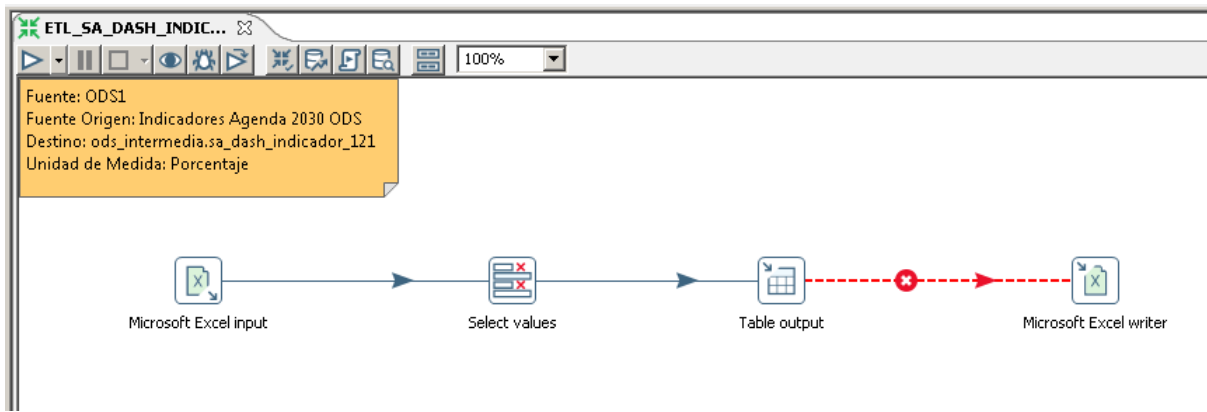 ETL_SA_DASH_INDIC...
100%
Fuente: ODS1
Fuente Origen: Indicadores Agenda 2030 ODS
Destino: ods_intermedia.sa_dash_indicador_121
Unidad de Medida: Porcentaje
Microsoft Excel input
Select values
Table output
Microsoft Excel writer